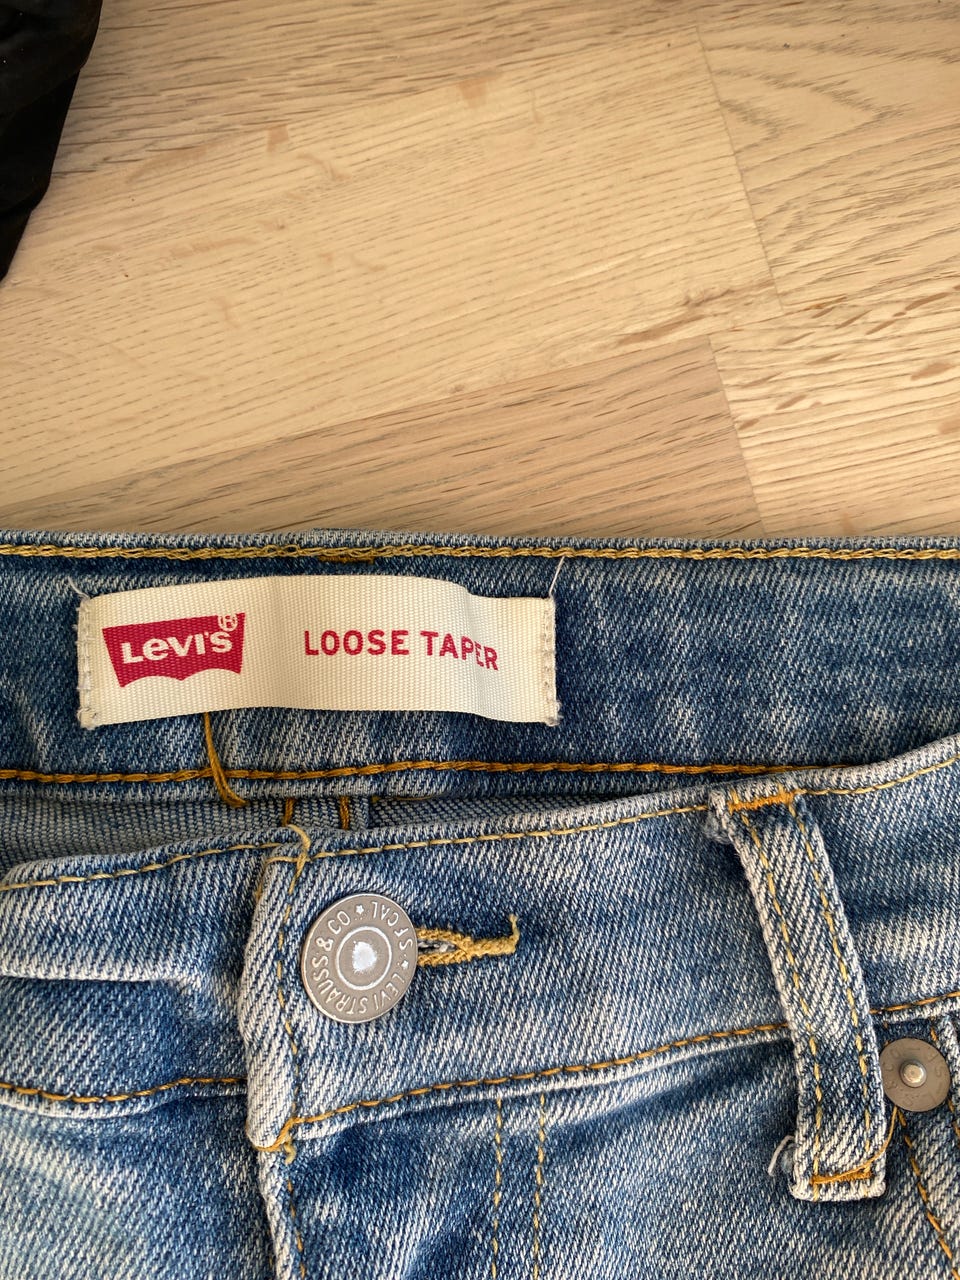 LEVI'S®
LOOSE TAPER
LEVI STRAUSS & CO ★ S F CAL ★